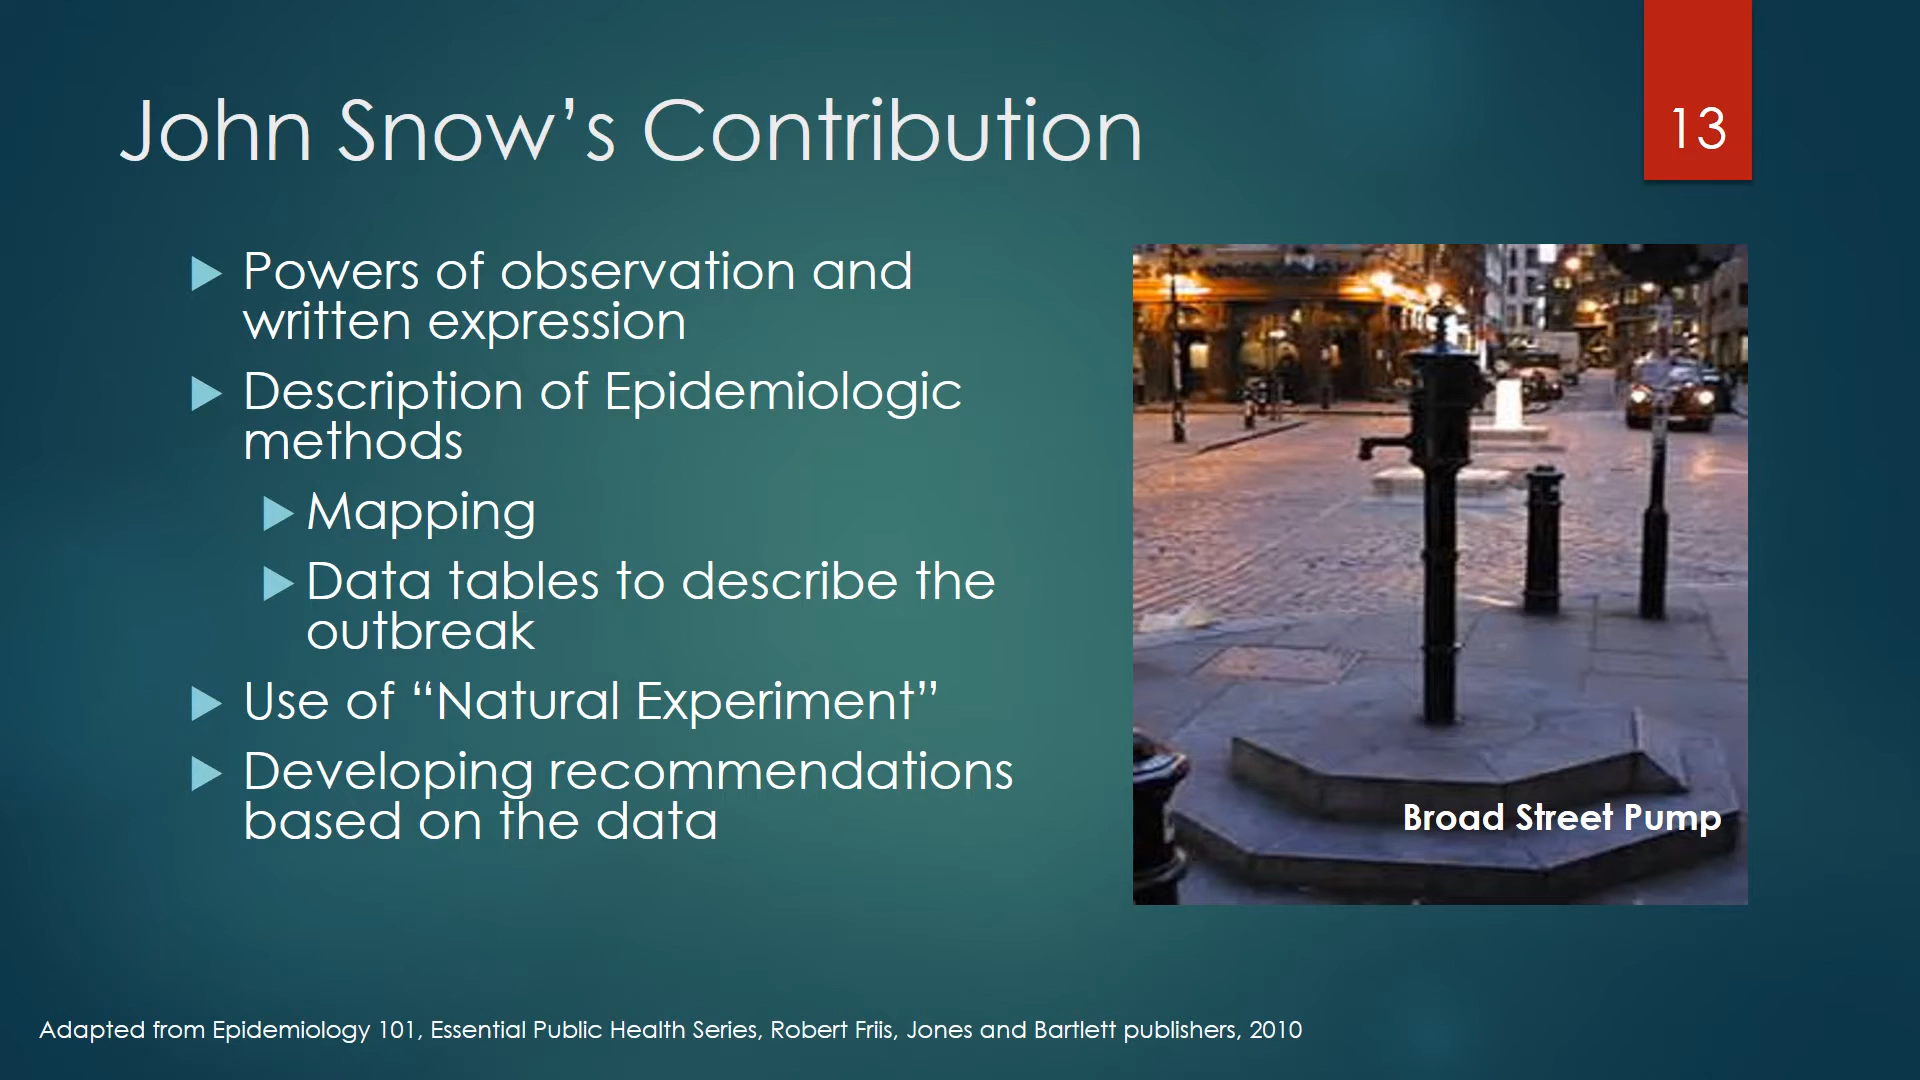 John Snow’s Contribution
13
Powers of observation and
written expression
Description of Epidemiologic
methods
Mapping
Data tables to describe the
outbreak
Use of “Natural Experiment”
Developing recommendations
based on the data
Broad Street Pump
Adapted from Epidemiology 101, Essential Public Health Series, Robert Friis, Jones and Bartlett publishers, 2010